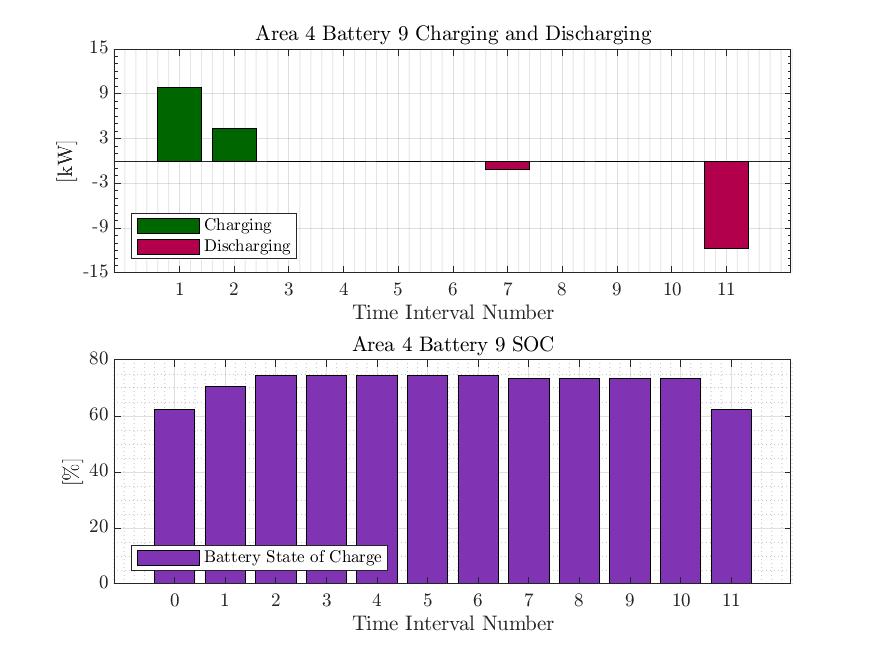 Area 4 Battery 9 Charging and Discharging
15
9
3
-3
-9
-15
[kW]
Charging
Discharging
1 2 3 4 5 6 7 8 9 10 11
Time Interval Number
Area 4 Battery 9 SOC
80
60
40
20
0
[%]
Battery State of Charge
0 1 2 3 4 5 6 7 8 9 10 11
Time Interval Number